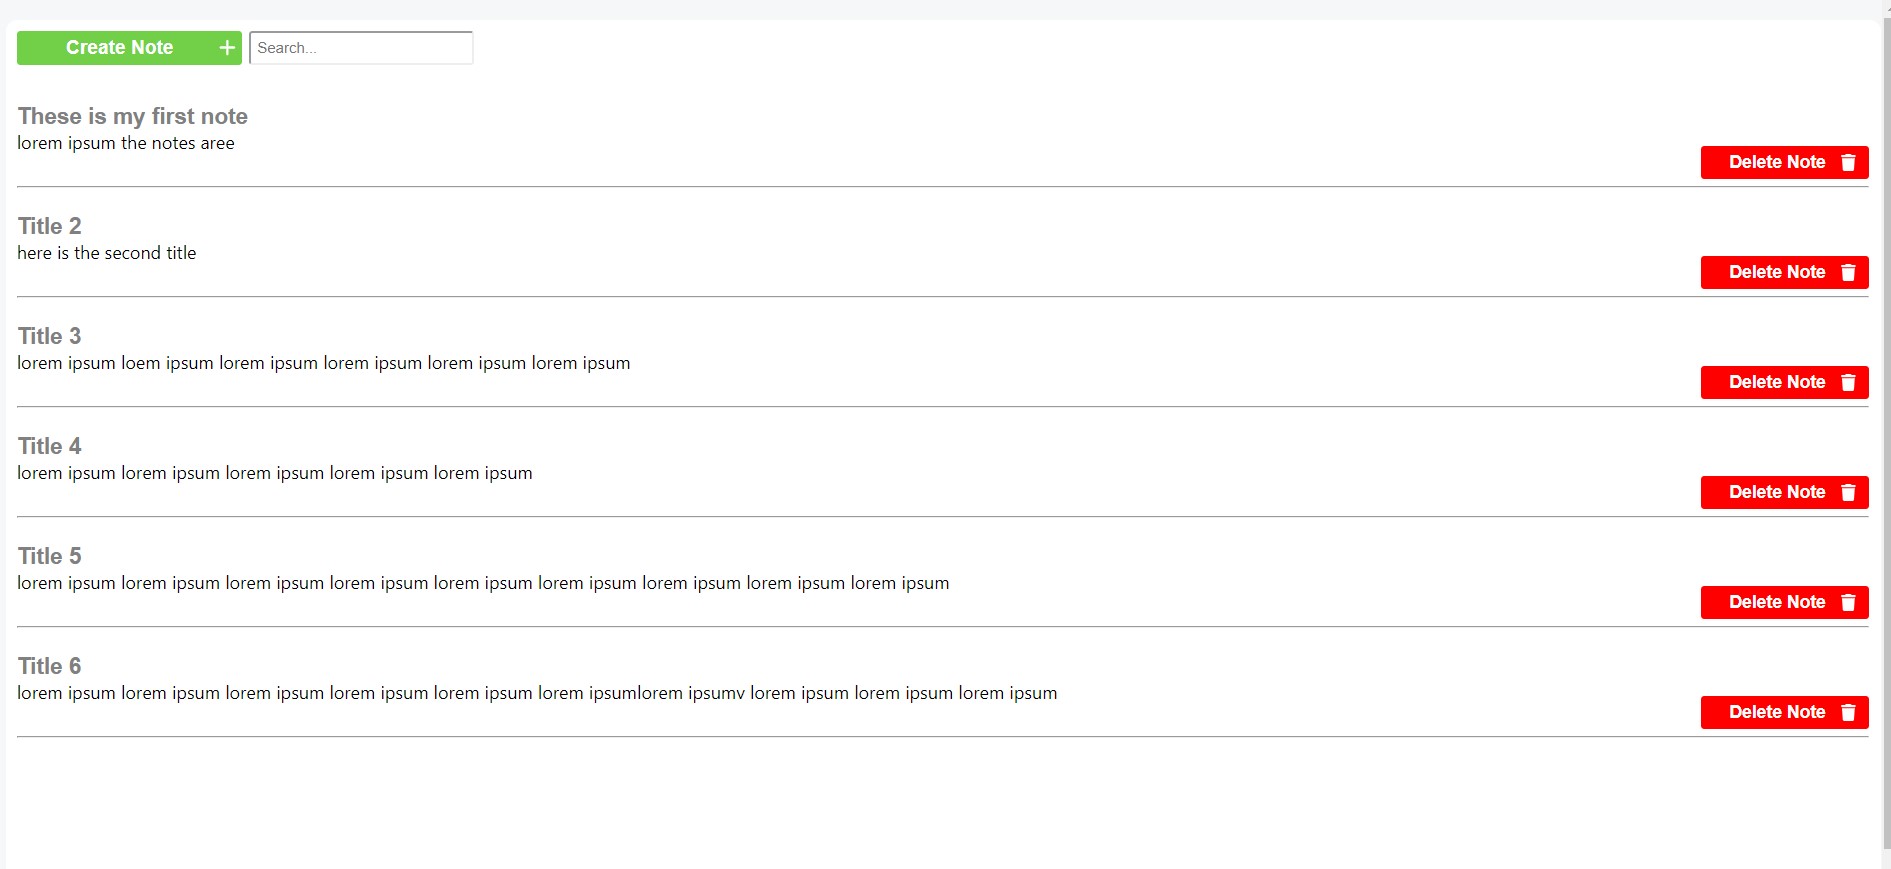 Create Note
Search...
These is my first note
lorem ipsum the notes aree
Delete Note
Title 2
here is the second title
Delete Note
Title 3
lorem ipsum loem ipsum lorem ipsum lorem ipsum lorem ipsum lorem ipsum
Delete Note
Title 4
lorem ipsum lorem ipsum lorem ipsum lorem ipsum lorem ipsum
Delete Note
Title 5
lorem ipsum lorem ipsum lorem ipsum lorem ipsum lorem ipsum lorem ipsum lorem ipsum lorem ipsum lorem ipsum
Delete Note
Title 6
lorem ipsum lorem ipsum lorem ipsum lorem ipsum lorem ipsum lorem ipsumlorem ipsumv lorem ipsum lorem ipsum lorem ipsum
Delete Note